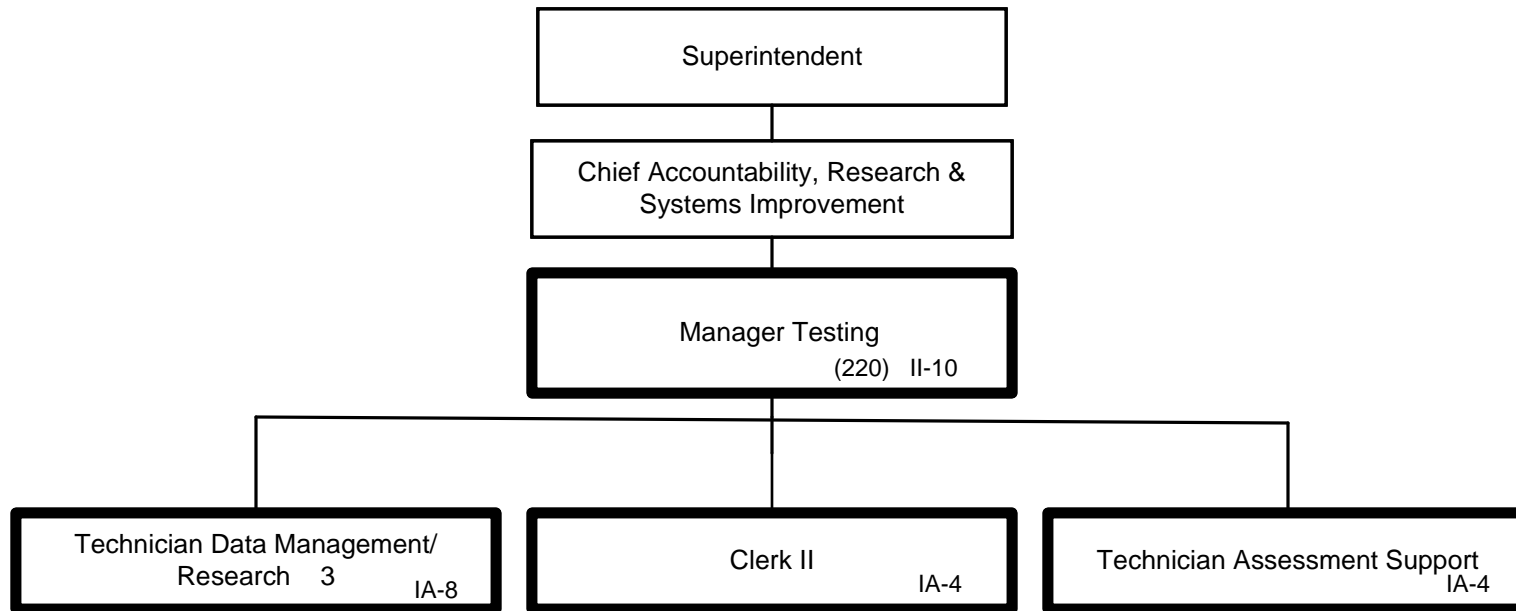 Superintendent
Chief Accountability, Research &
Systems Improvement
Manager Testing
(220) II-10
Technician Data Management/
Research 3
IA-8
Clerk II
IA-4
Technician Assessment Support
IA-4